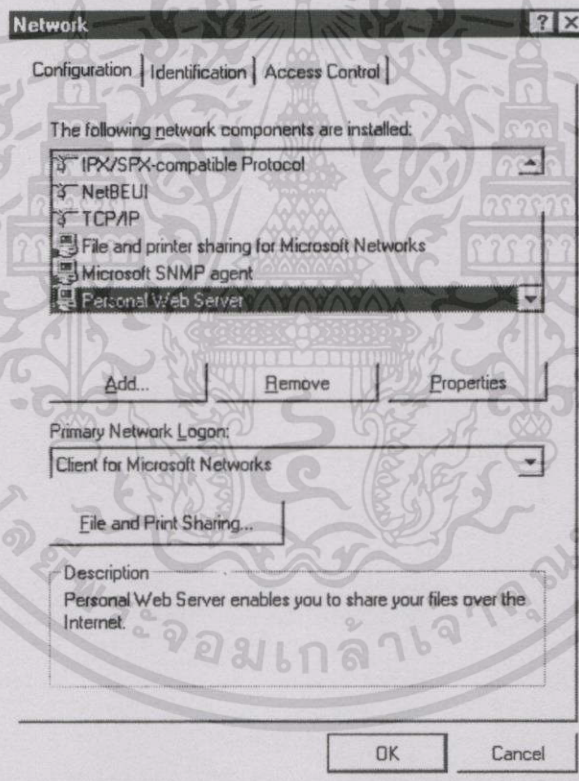 Network
Configuration Identification Access Control
The following network components are installed:
IPX/SPX-compatible Protocol
NetBEUI
TCP/IP
File and printer sharing for Microsoft Networks
Microsoft SNMP agent
Personal Web Server
Add... Remove Properties
Primary Network Logon:
Client for Microsoft Networks
File and Print Sharing...
Description
Personal Web Server enables you to share your files over the Internet.
OK Cancel